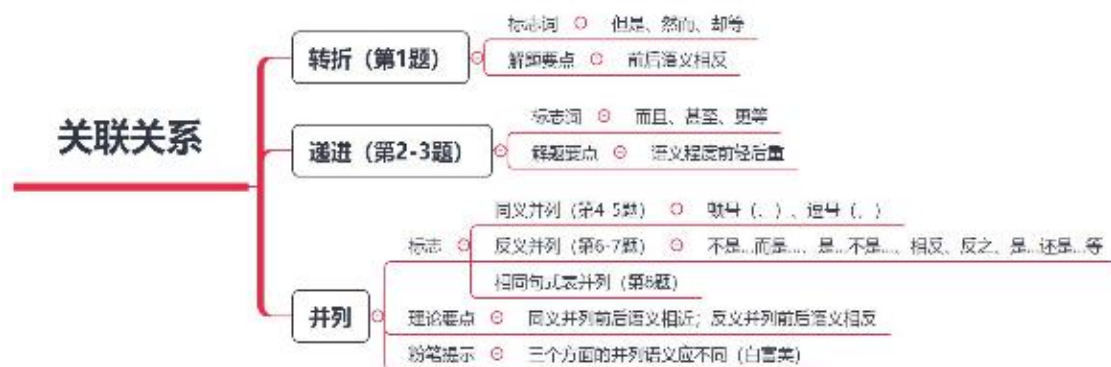 关联关系
转折（第1题）
标志词 但是、然而、却等
解题要点 前后语义相反
递进（第2-3题）
标志词 而且、甚至、更等
解题要点 语义程度前轻后重
并列
标志
同义并列（第4-5题） 顿号（、）、逗号（，）
反义并列（第6-7题） 不是...而是...、是...不是...、相反、反之、是...还是...等
相同句式表并列（第8题）
理论要点 同义并列前后语义相近；反义并列前后语义相反
粉笔提示 三个方面的并列语义应不同（白富美）